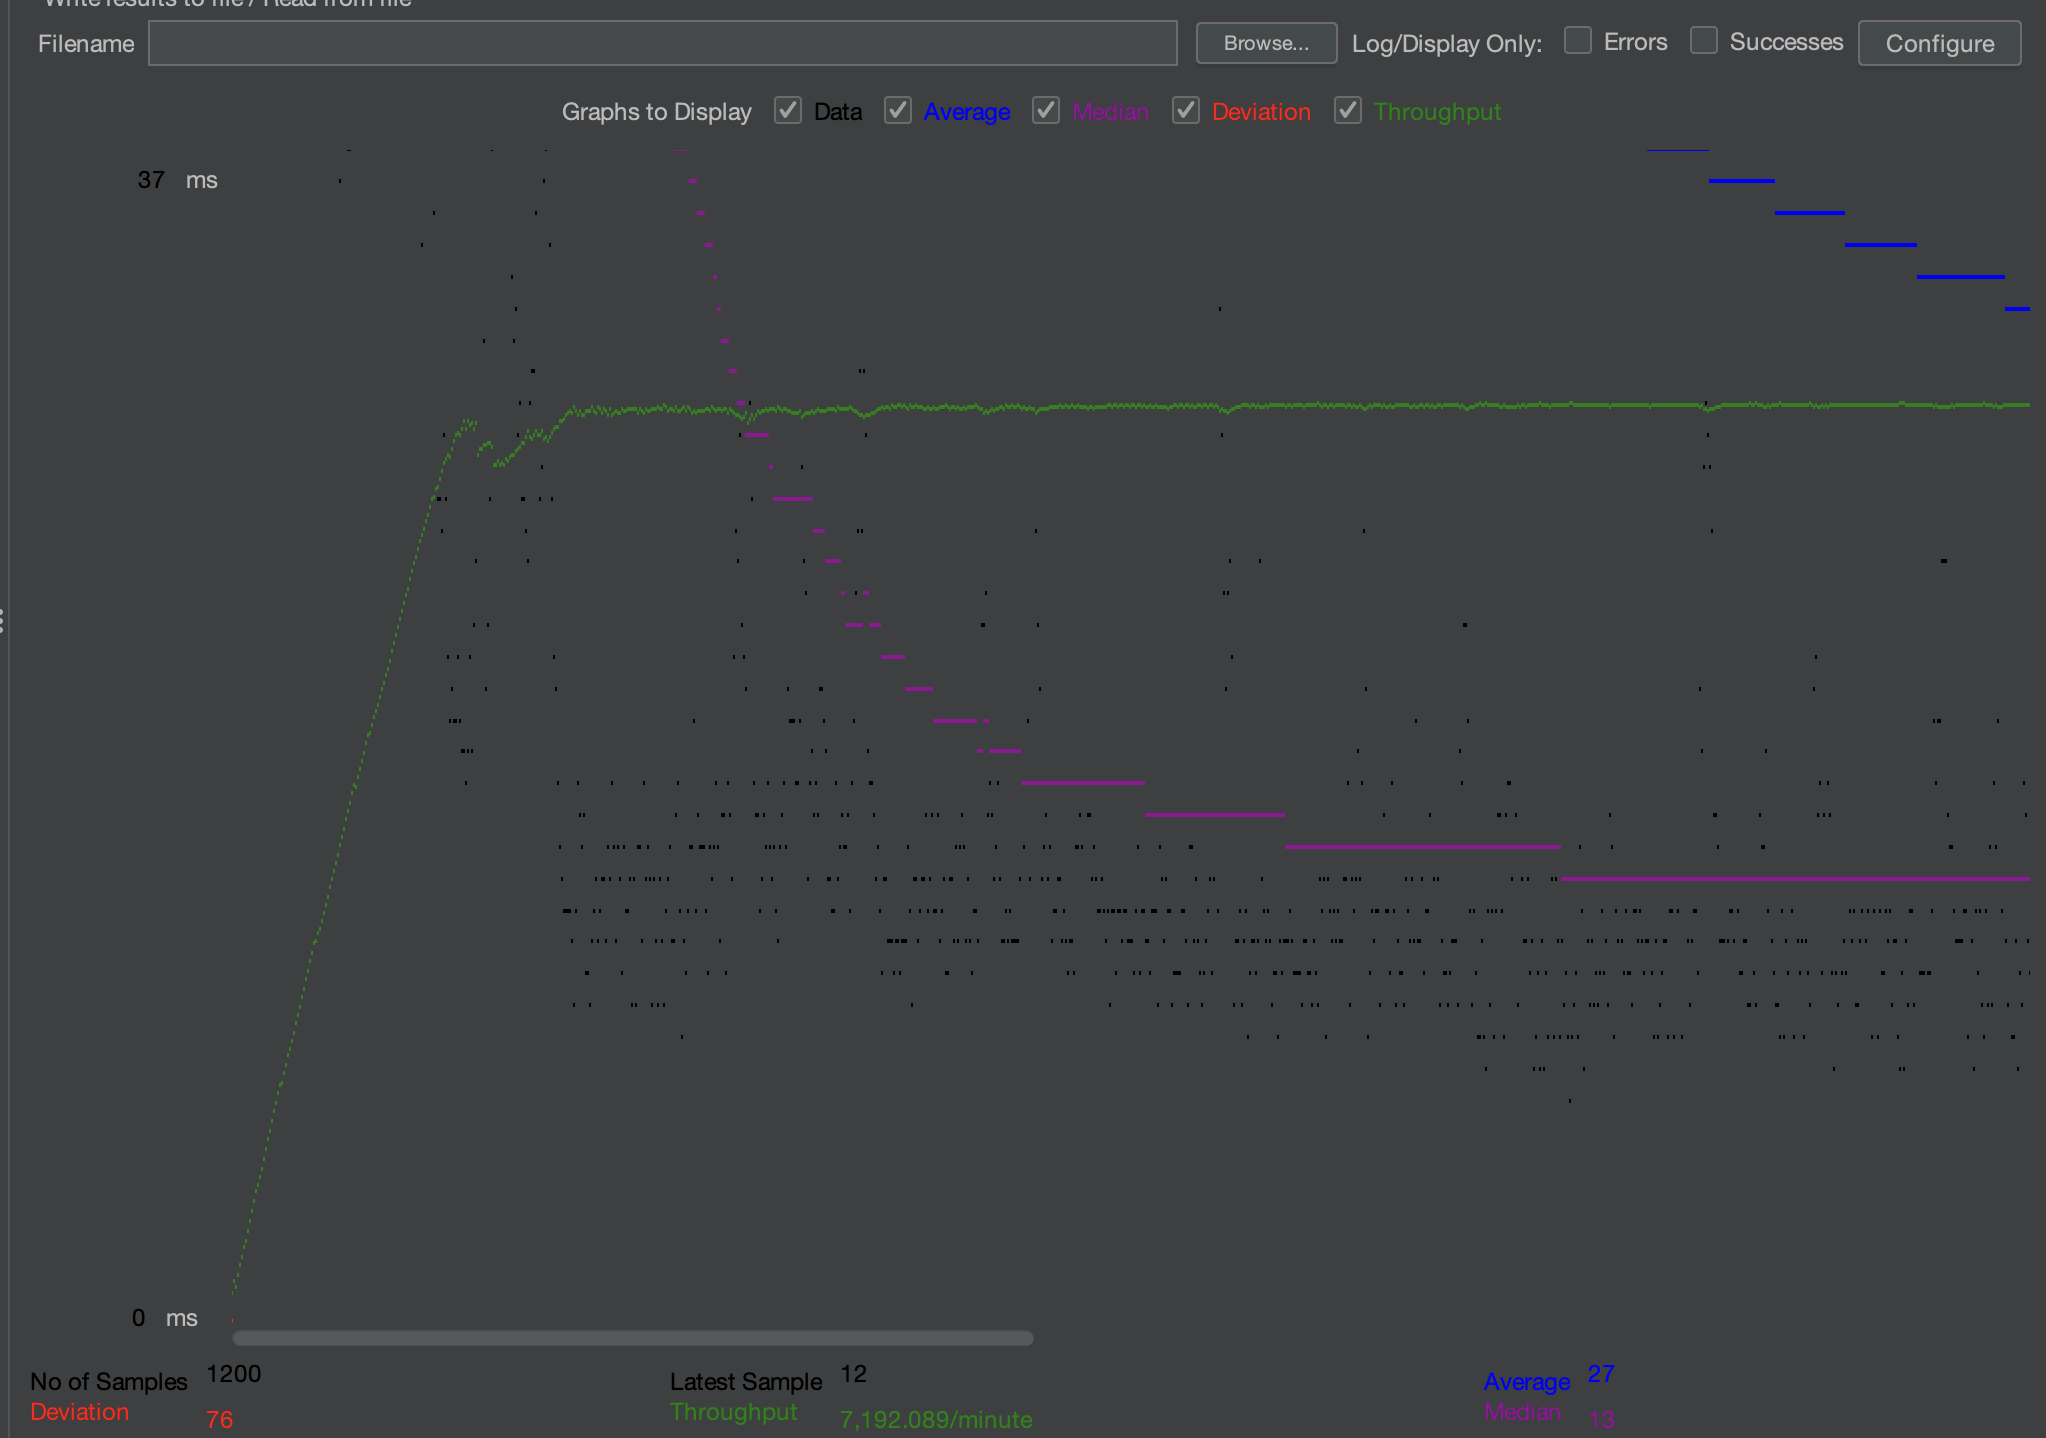 Write results to file / Read from file
Filename Browse... Log/Display Only: Errors Successes Configure
Graphs to Display Data Average Median Deviation Throughput
37 ms
0 ms
No of Samples 1200 Latest Sample 12 Average 27
Deviation 76 Throughput 7,192.089/minute Median 13